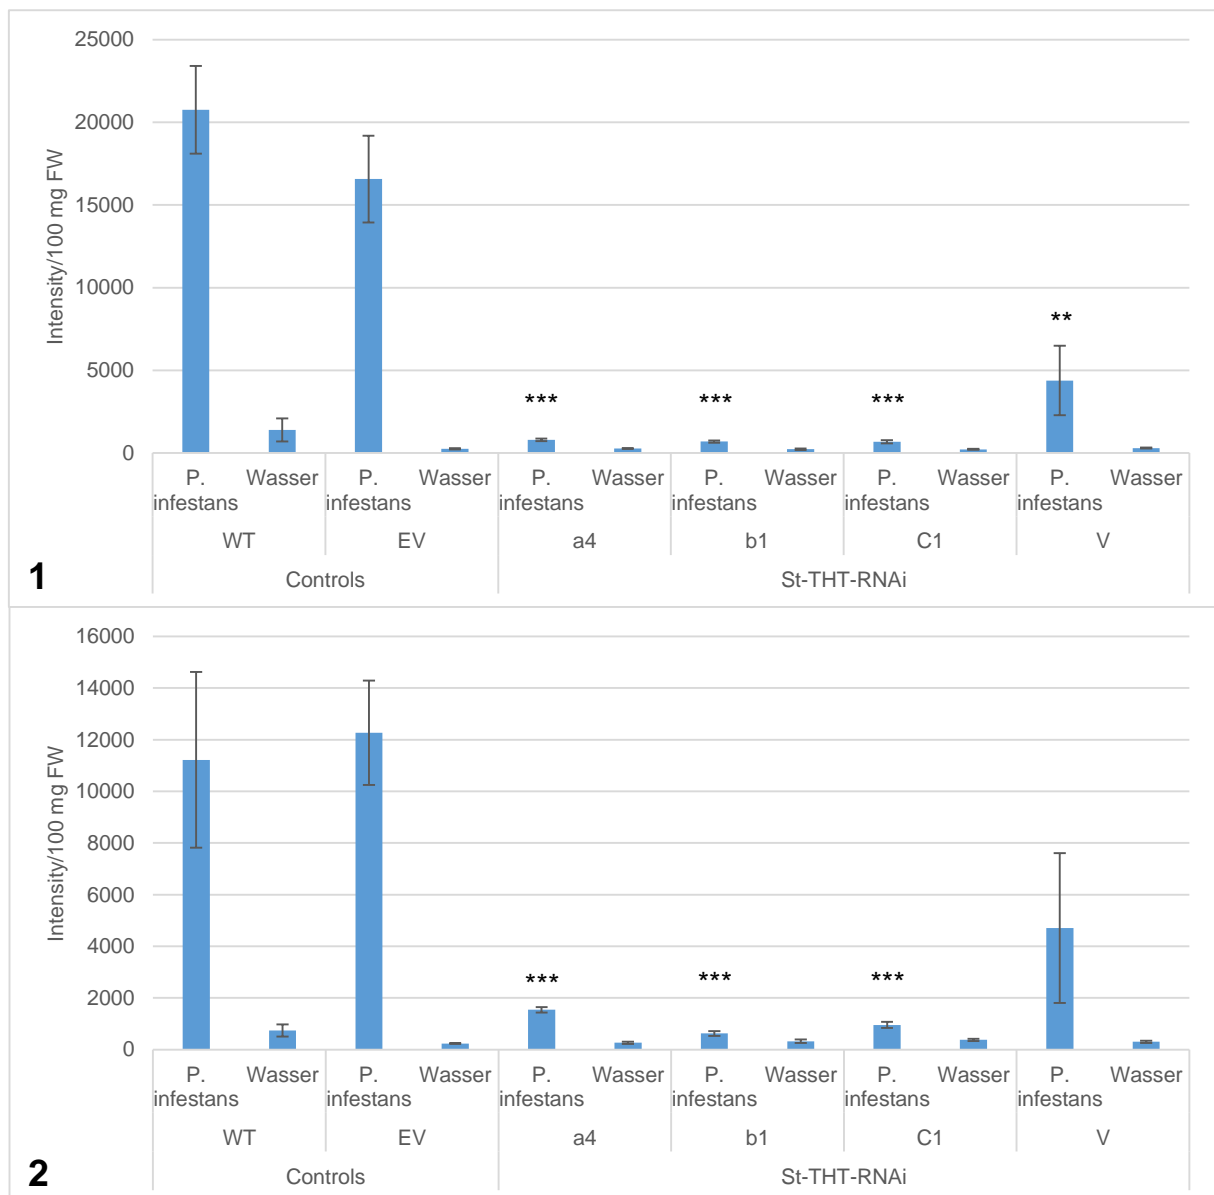 25000
20000
15000
10000
5000
0
Intensity/100 mg FW
**
*** *** ***
P. infestans Wasser P. infestans Wasser P. infestans Wasser P. infestans Wasser P. infestans Wasser P. infestans Wasser
WT EV a4 b1 C1 V
Controls St-THT-RNAi
1
16000
14000
12000
10000
8000
6000
4000
2000
0
Intensity/100 mg FW
*** *** ***
P. infestans Wasser P. infestans Wasser P. infestans Wasser P. infestans Wasser P. infestans Wasser P. infestans Wasser
WT EV a4 b1 C1 V
Controls St-THT-RNAi
2